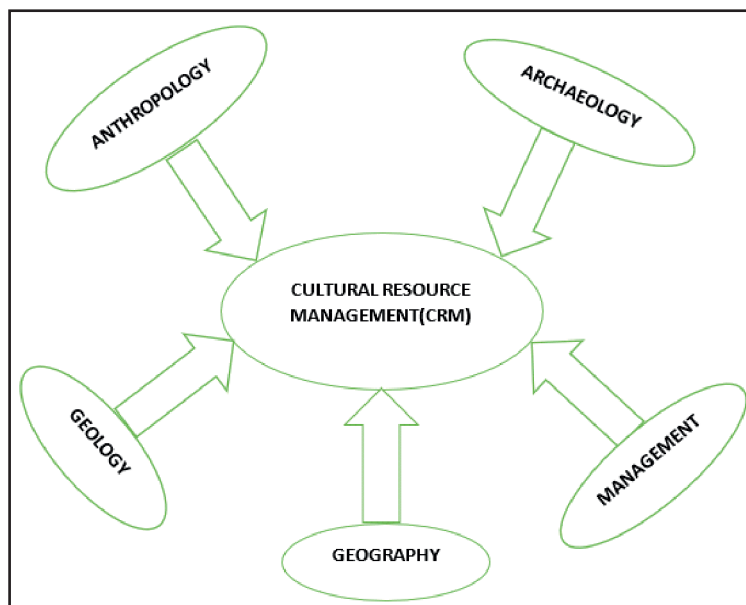 ANTHROPOLOGY
ARCHAEOLOGY
CULTURAL RESOURCE
MANAGEMENT(CRM)
GEOLOGY
MANAGEMENT
GEOGRAPHY